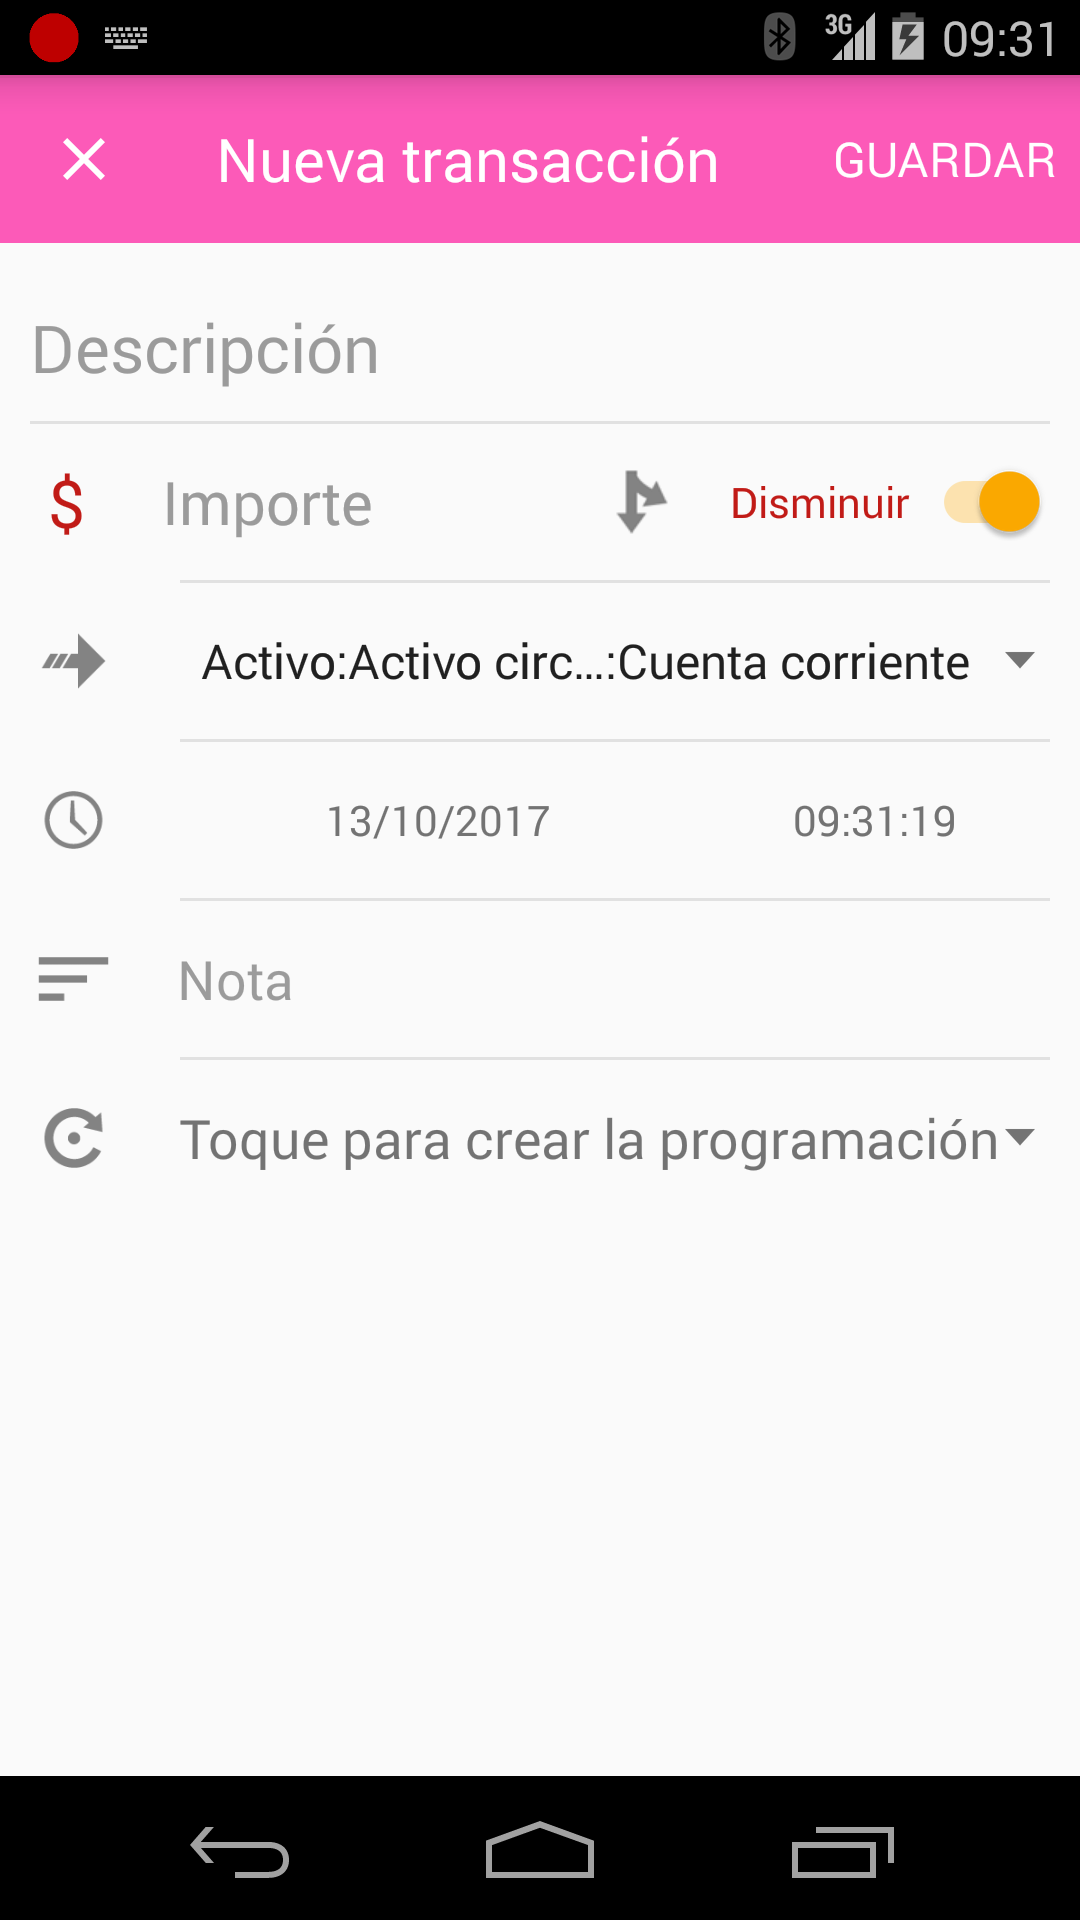 3G 09:31
Nueva transacción GUARDAR
Descripción
$ Importe Disminuir
Activo:Activo circ...:Cuenta corriente
13/10/2017 09:31:19
Nota
Toque para crear la programación